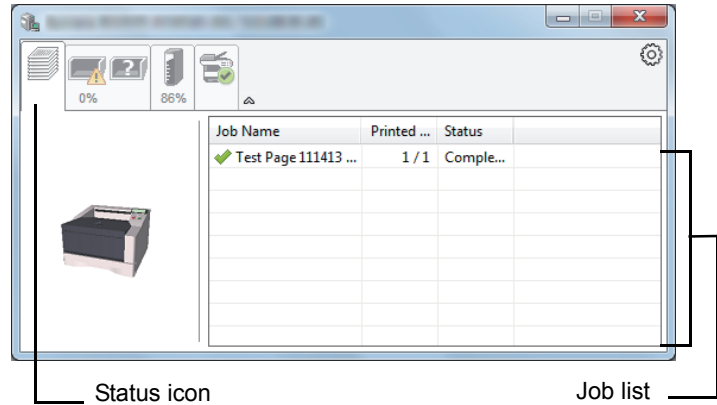 0%
86%
Job Name Printed ... Status
Test Page 111413 ... 1 / 1 Comple...
Status icon
Job list